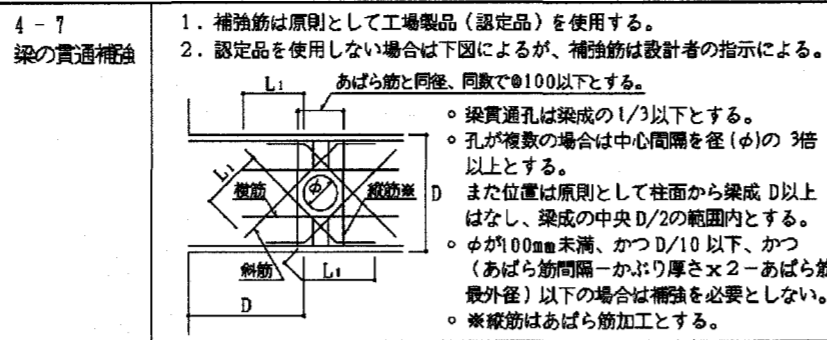 4-7
梁の貫通補強
1．補強筋は原則として工場製品（認定品）を使用する。
2．認定品を使用しない場合は下図によるが、補強筋は設計者の指示による。
L1
あばら筋と同径、同数で@100以下とする。
L1
横筋
φ
縦筋※
D
斜筋
L1
D
○ 梁貫通孔は梁成の1/3以下とする。
○ 孔が複数の場合は中心間隔を径(φ)の 3倍
以上とする。
また位置は原則として柱面から梁成 D以上
はなし、梁成の中央D/2の範囲内とする。
○ φが100mm未満、かつ D/10 以下、かつ
（あばら筋間隔－かぶり厚さ×2－あばら筋
最外径）以下の場合は補強を必要としない。
○ ※縦筋はあばら筋加工とする。